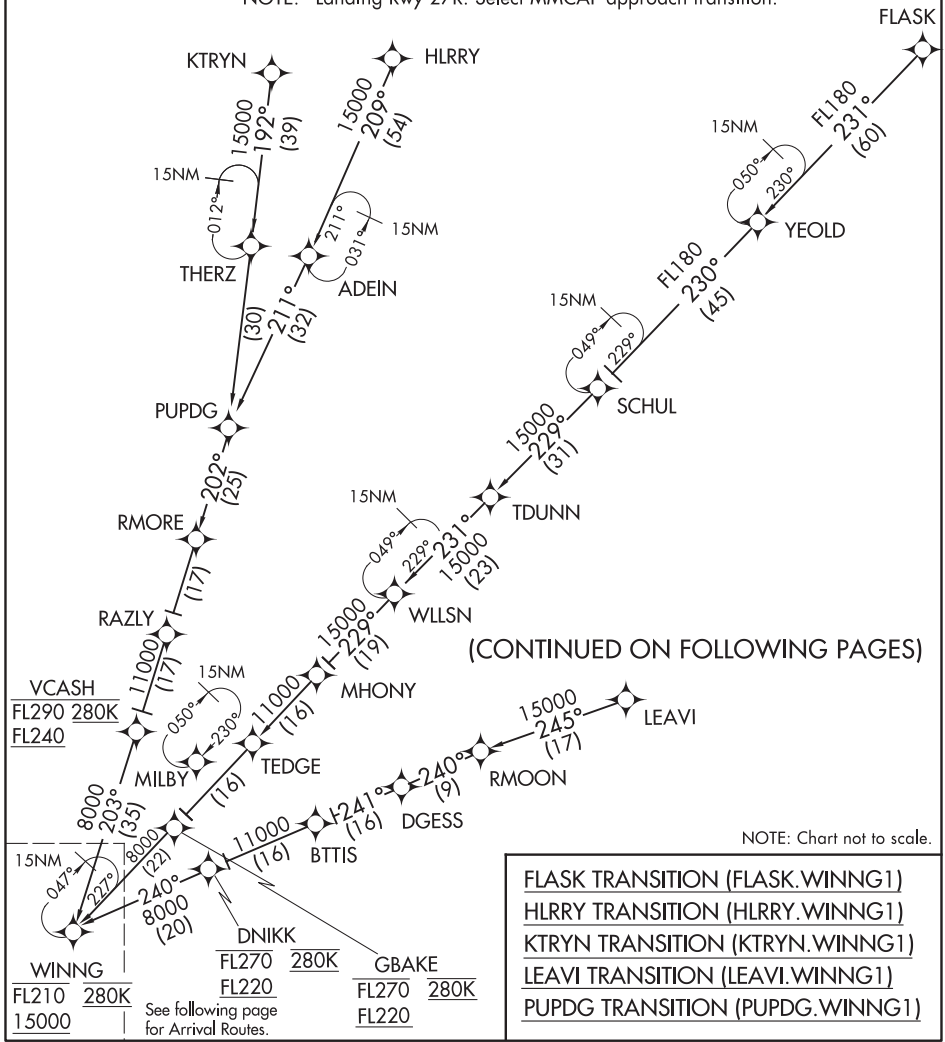 NOTE: Landing Rwy 27R: Select MMCAP approach transition.
FLASK
KTRYN
HLRRY
15000
192°
(39)
15000
209°
(54)
FL180
231°
(60)
15NM
050°
230°
YEOLD
15NM
012°
THERZ
211°
031°
15NM
ADEIN
FL180
230°
(45)
(30)
211°
(32)
15NM
049°
229°
SCHUL
PUPDG
15000
229°
(31)
202°
(25)
TDUNN
RMORE
15NM
049°
229°
231°
15000
(23)
WLLSN
(17)
RAZLY
15000
229°
(19)
(CONTINUED ON FOLLOWING PAGES)
11000
(17)
MHONY
VCASH
FL290 280K
FL240
15NM
050°
230°
MILBY
11000
(16)
TEDGE
15000
245°
(17)
LEAVI
RMOON
240°
(9)
DGESS
(16)
241°
(16)
BTTIS
11000
(16)
8000
203°
(35)
8000
(22)
NOTE: Chart not to scale.
15NM
047°
227°
240°
8000
(20)
WINNG
FL210 280K
15000
DNIKK
FL270 280K
FL220
GBAKE
FL270 280K
FL220
See following page
for Arrival Routes.
FLASK TRANSITION (FLASK.WINNG1)
HLRRY TRANSITION (HLRRY.WINNG1)
KTRYN TRANSITION (KTRYN.WINNG1)
LEAVI TRANSITION (LEAVI.WINNG1)
PUPDG TRANSITION (PUPDG.WINNG1)